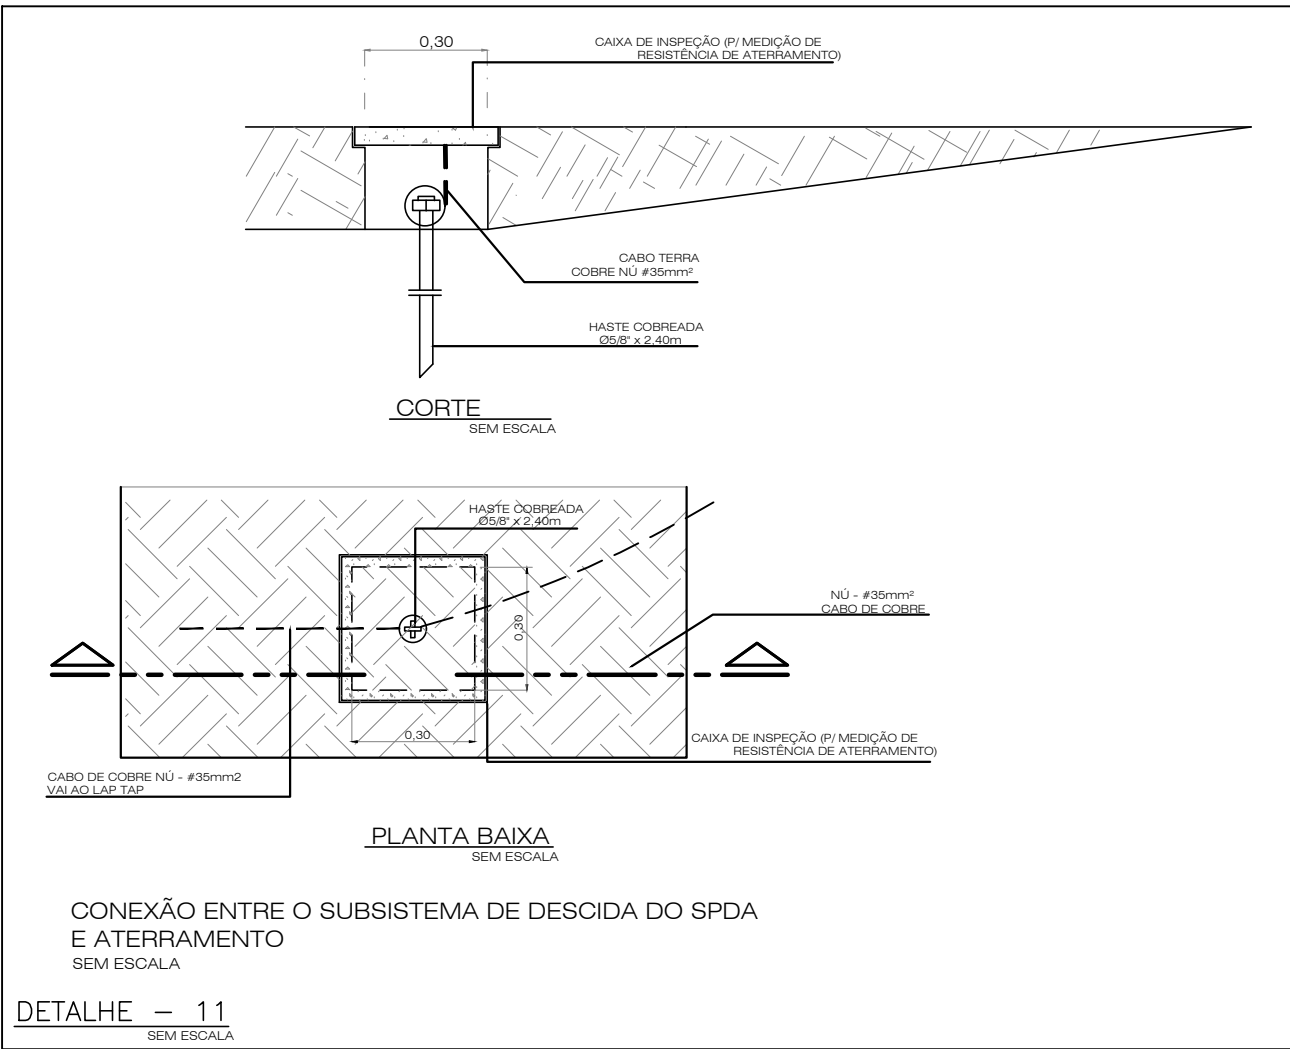 0,30
CAIXA DE INSPEÇÃO (P/ MEDIÇÃO DE
RESISTÊNCIA DE ATERRAMENTO)
CABO TERRA
COBRE NÚ #35mm²
HASTE COBREADA
Ø5/8" x 2,40m
CORTE
SEM ESCALA
HASTE COBREADA
Ø5/8" x 2,40m
0,30
NÚ - #35mm²
CABO DE COBRE
0,30
CAIXA DE INSPEÇÃO (P/ MEDIÇÃO DE
RESISTÊNCIA DE ATERRAMENTO)
CABO DE COBRE NÚ - #35mm2
VAI AO LAP TAP
PLANTA BAIXA
SEM ESCALA
CONEXÃO ENTRE O SUBSISTEMA DE DESCIDA DO SPDA
E ATERRAMENTO
SEM ESCALA
DETALHE - 11
SEM ESCALA